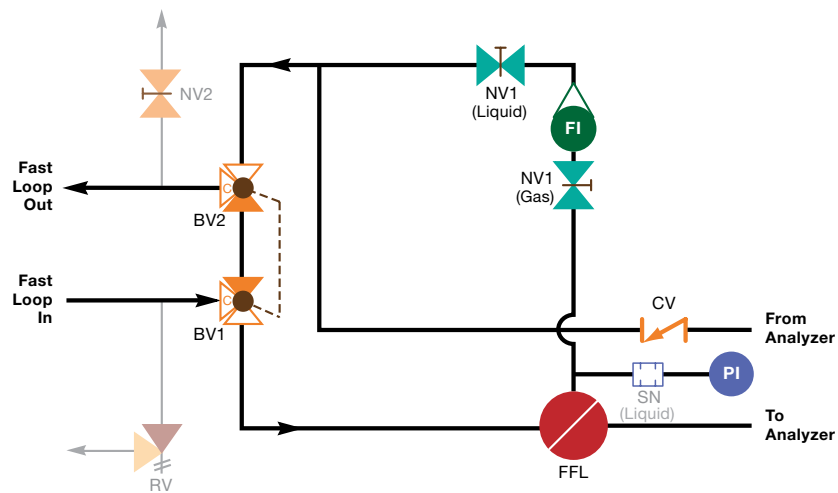 NV2
NV1
(Liquid)
FI
Fast
Loop
Out
C
BV2
NV1
(Gas)
Fast
Loop
In
C
BV1
CV
From
Analyzer
PI
SN
(Liquid)
To
Analyzer
FFL
RV